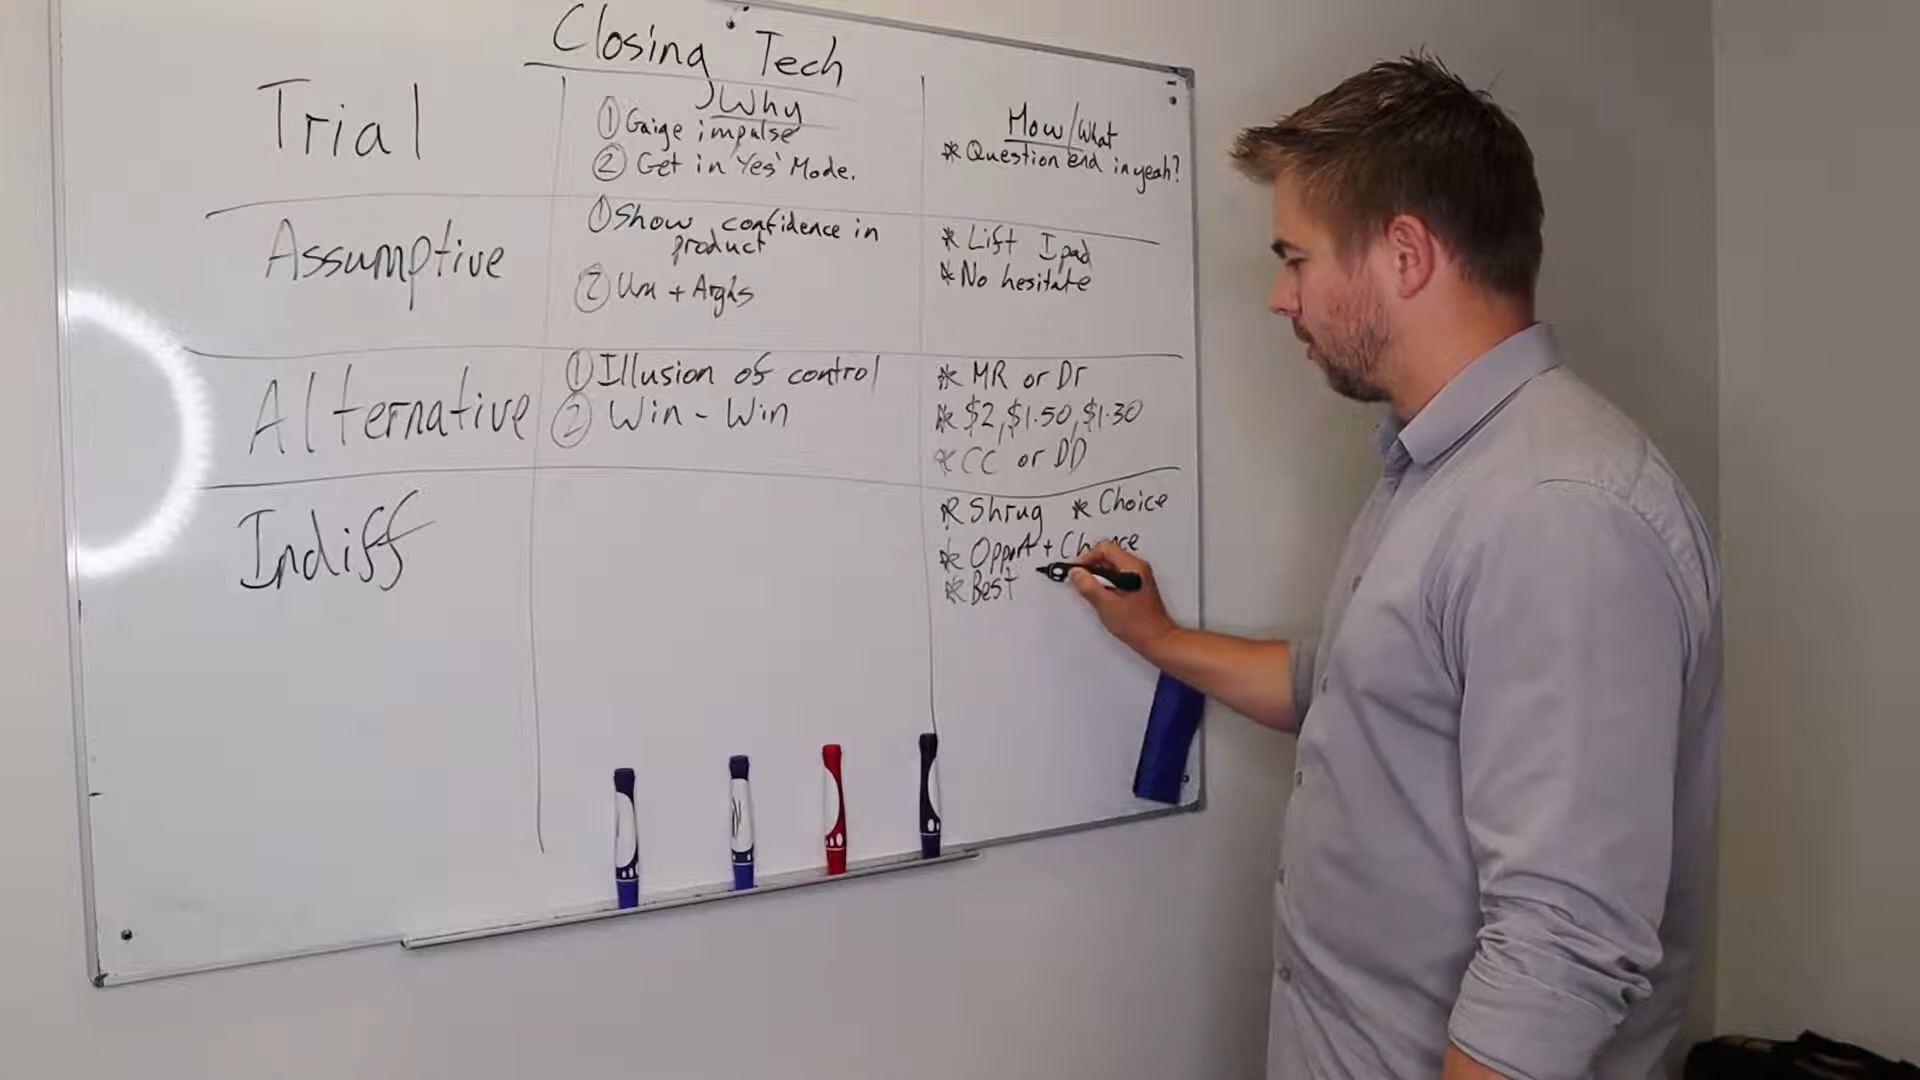 Closing Tech
Trial
Why
① Gaige impulse
② Get in 'Yes' Mode.
How/What
* Question end in yeah?
Assumptive
① Show confidence in
product
② Um + Arghs
* Lift Ipad
* No hesitate
Alternative
① Illusion of control
② Win - Win
* MR or Dr
* $2, $1.50, $1.30
* CC or DD
Indiff
* Shrug * Choice
* Opport + Chance
* Best